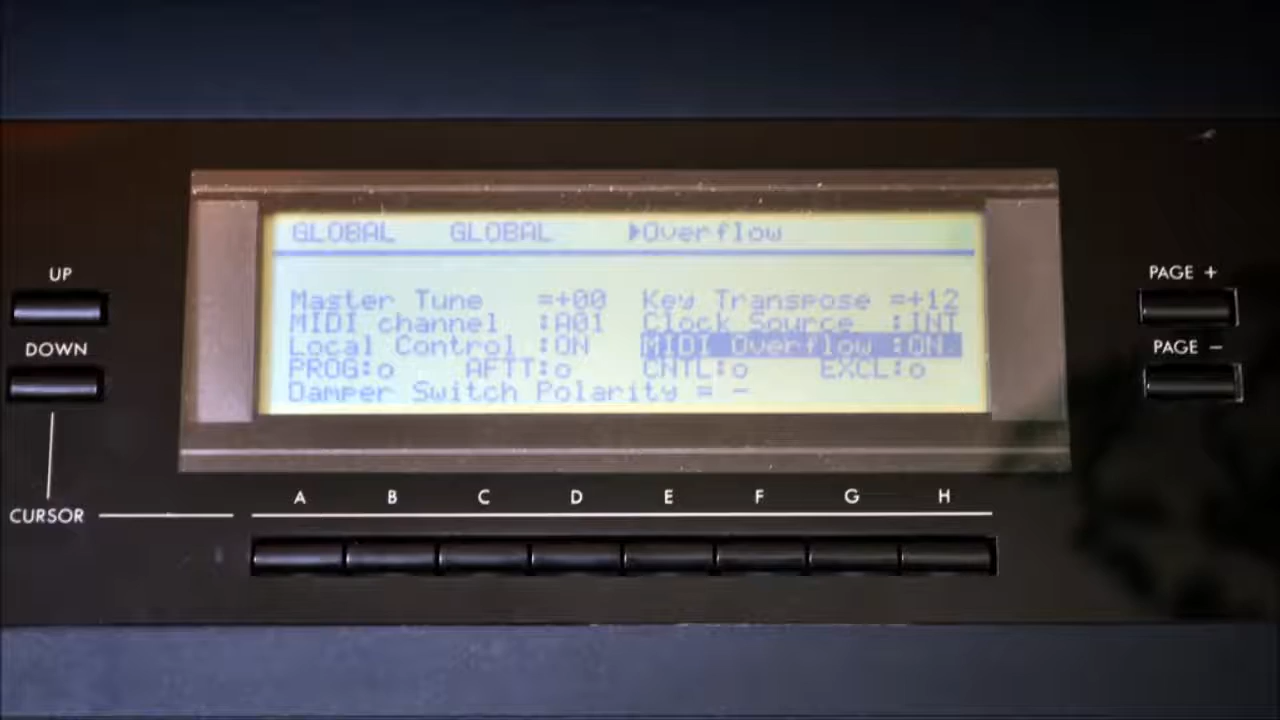 GLOBAL GLOBAL ▶Overflow
Master Tune =+00 Key Transpose =+12
MIDI channel :A01 Clock Source :INT
Local Control :ON MIDI Overflow :ON
PROG:o AFTT:o CNTL:o EXCL:o
Damper Switch Polarity = -
UP
DOWN
CURSOR
A B C D E F G H
PAGE +
PAGE -